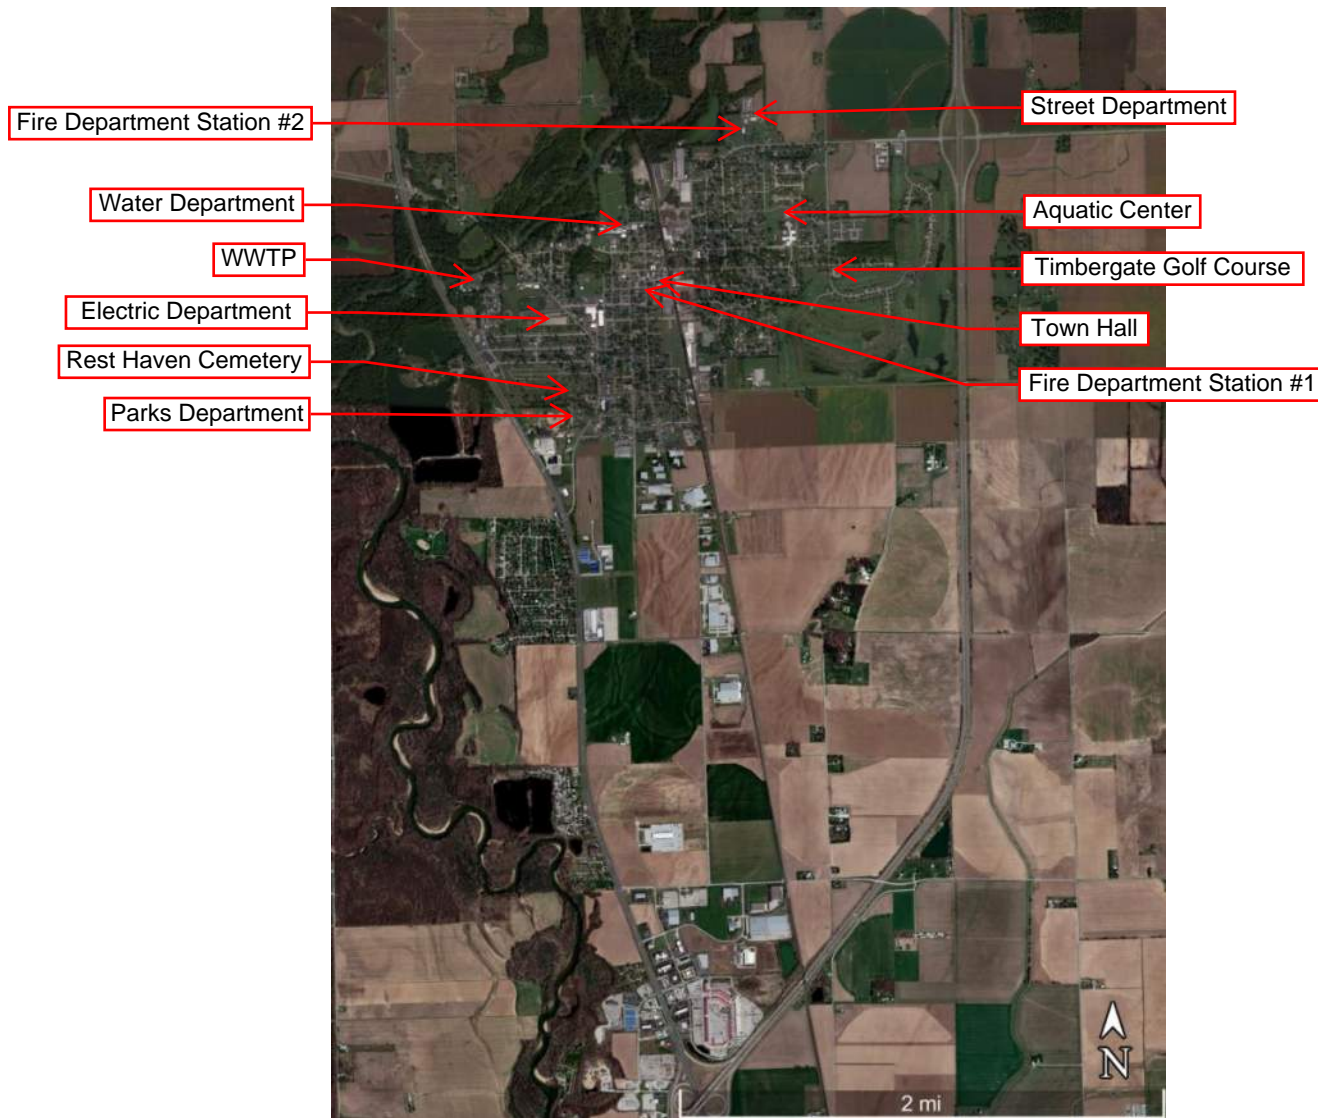 Street Department
Fire Department Station #2
Water Department
Aquatic Center
WWTP
Timbergate Golf Course
Electric Department
Town Hall
Rest Haven Cemetery
Fire Department Station #1
Parks Department
N
2 mi